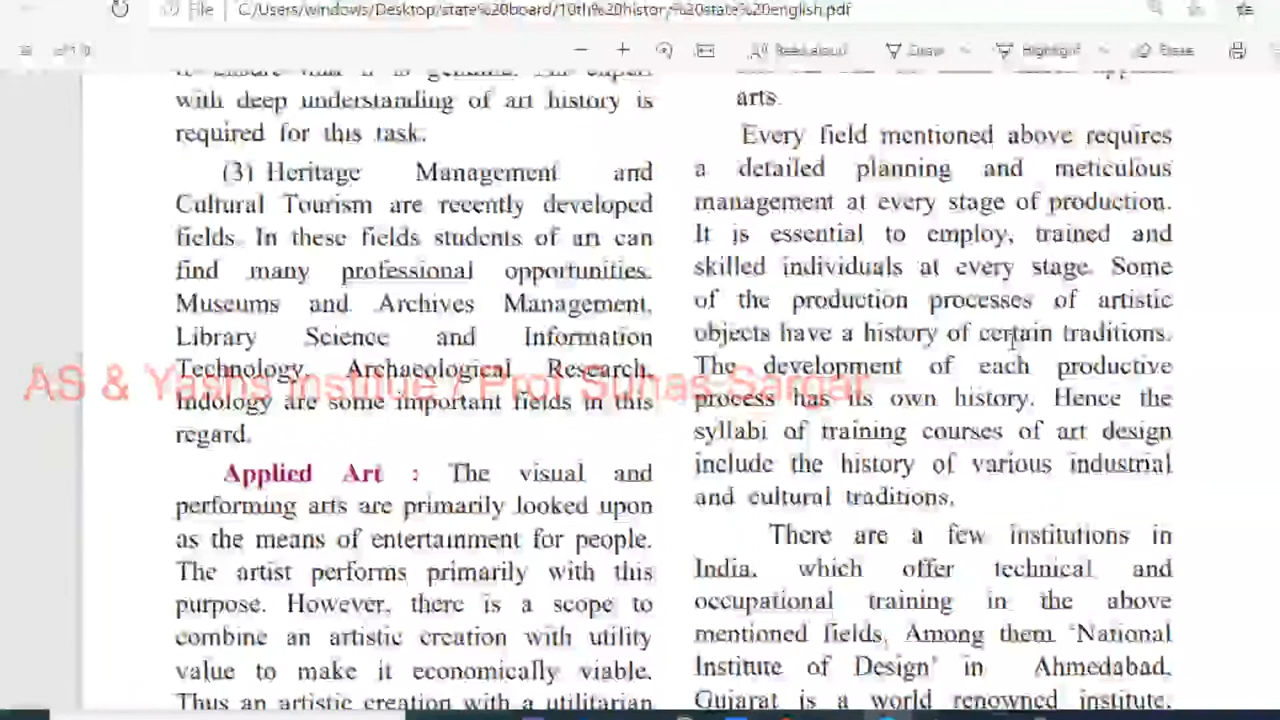 File
C:/Users/windows/Desktop/state%20board/10th%20history%20state%20english.pdf
Read aloud
Draw
Highlight
Erase
with deep understanding of art history is
required for this task.
(3) Heritage Management and
Cultural Tourism are recently developed
fields. In these fields students of art can
find many professional opportunities.
Museums and Archives Management,
Library Science and Information
Technology, Archaeological Research,
Indology are some important fields in this
regard.
Applied Art : The visual and
performing arts are primarily looked upon
as the means of entertainment for people.
The artist performs primarily with this
purpose. However, there is a scope to
combine an artistic creation with utility
value to make it economically viable.
Thus an artistic creation with a utilitarian
arts.
Every field mentioned above requires
a detailed planning and meticulous
management at every stage of production.
It is essential to employ, trained and
skilled individuals at every stage. Some
of the production processes of artistic
objects have a history of certain traditions.
The development of each productive
process has its own history. Hence the
syllabi of training courses of art design
include the history of various industrial
and cultural traditions.
There are a few institutions in
India, which offer technical and
occupational training in the above
mentioned fields. Among them 'National
Institute of Design' in Ahmedabad,
Gujarat is a world renowned institute.
AS & Yashs Institue / Prof Suhas Sargar